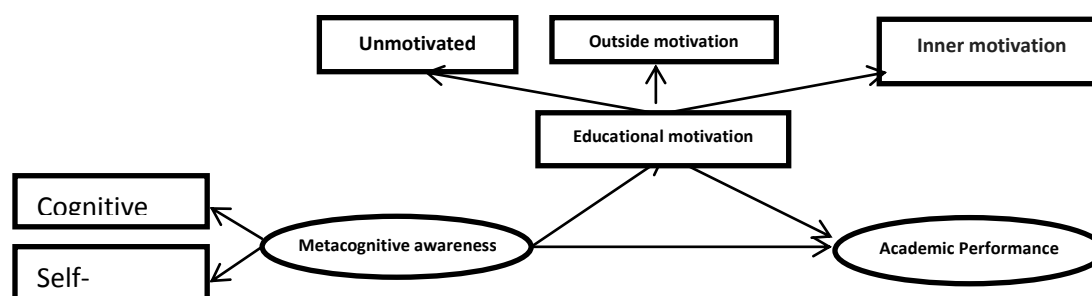 Unmotivated
Outside motivation
Inner motivation
Educational motivation
Cognitive
Metacognitive awareness
Academic Performance
Self-